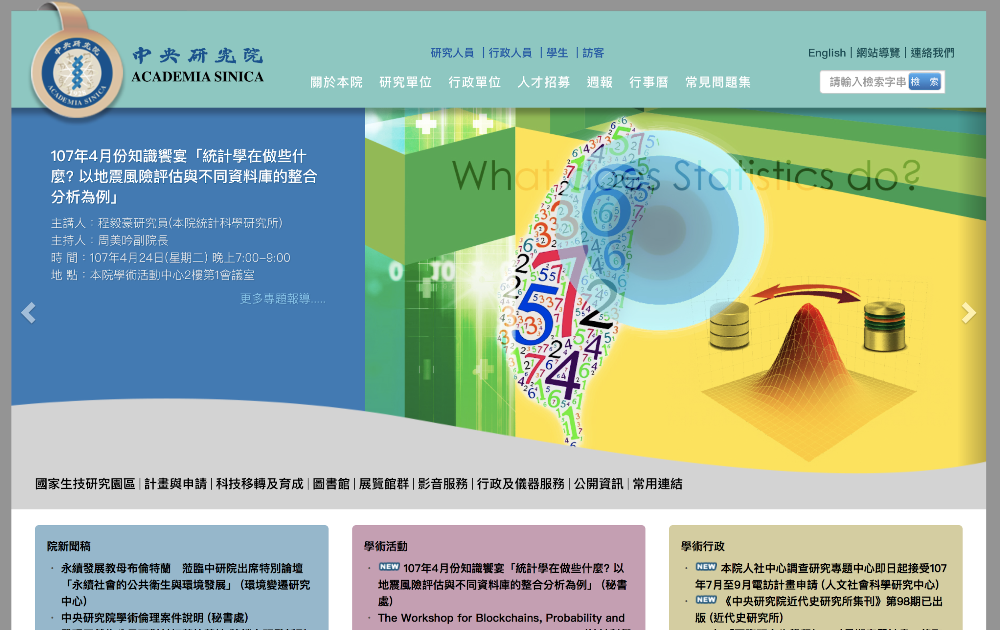 中央研究院
ACADEMIA SINICA
1928
中央研究院
ACADEMIA SINICA
研究人員 | 行政人員 | 學生 | 訪客
English | 網站導覽 | 連絡我們
關於本院 研究單位 行政單位 人才招募 週報 行事曆 常見問題集
請輸入檢索字串 檢 索
107年4月份知識饗宴「統計學在做些什
麼? 以地震風險評估與不同資料庫的整合
分析為例」
主講人：程毅豪研究員(本院統計科學研究所)
主持人：周美吟副院長
時 間：107年4月24日(星期二) 晚上7:00-9:00
地 點：本院學術活動中心2樓第1會議室
更多專題報導.....
What does Statistics do?
國家生技研究園區 | 計畫與申請 | 科技移轉及育成 | 圖書館 | 展覽館群 | 影音服務 | 行政及儀器服務 | 公開資訊 | 常用連結
院新聞稿
· 永續發展教母布倫特蘭　蒞臨中研院出席特別論壇
「永續社會的公共衛生與環境發展」（環境變遷研究
中心）
· 中央研究院學術倫理案件說明 (秘書處)
學術活動
· NEW 107年4月份知識饗宴「統計學在做些什麼? 以
地震風險評估與不同資料庫的整合分析為例」（秘書
處）
· The Workshop for Blockchains, Probability and
學術行政
· NEW 本院人社中心調查研究專題中心即日起接受107
年7月至9月電訪計畫申請 (人文社會科學研究中心)
· NEW 《中央研究院近代史研究所集刊》第98期已出
版 (近代史研究所)